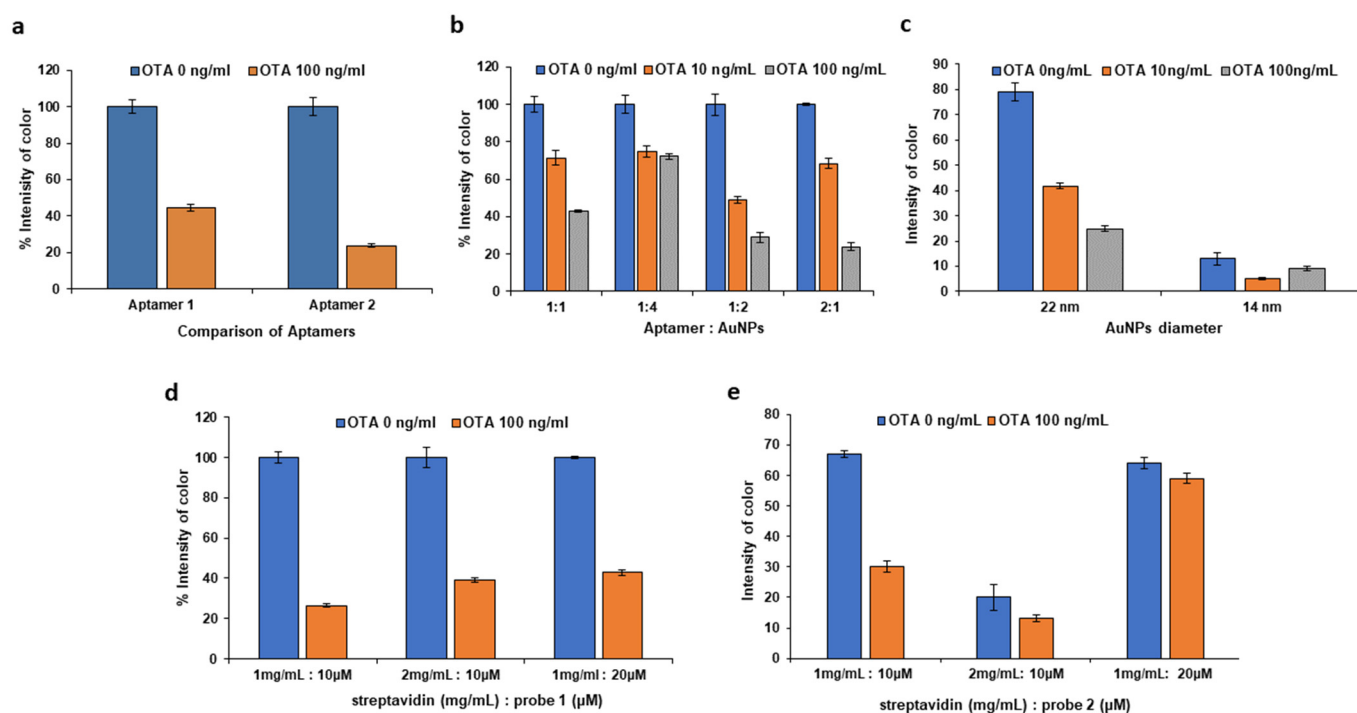 a
OTA 0 ng/ml OTA 100 ng/ml
120
100
80
60
40
20
0
% Intenisity of color
Aptamer 1 Aptamer 2
Comparison of Aptamers
b
OTA 0 ng/ml OTA 10 ng/mL OTA 100 ng/mL
120
100
80
60
40
20
0
% Intensity of color
1:1 1:4 1:2 2:1
Aptamer : AuNPs
c
OTA 0ng/mL OTA 10ng/mL OTA 100ng/mL
90
80
70
60
50
40
30
20
10
0
Intensity of color
22 nm 14 nm
AuNPs diameter
d
OTA 0 ng/ml OTA 100 ng/ml
120
100
80
60
40
20
0
% Intensity of color
1mg/mL : 10µM 2mg/mL : 10µM 1mg/ml : 20µM
streptavidin (mg/mL) : probe 1 (µM)
e
OTA 0 ng/mL OTA 100 ng/mL
80
70
60
50
40
30
20
10
0
Intensity of color
1mg/mL : 10µM 2mg/mL : 10µM 1mg/mL: 20µM
streptavidin (mg/mL) : probe 2 (µM)